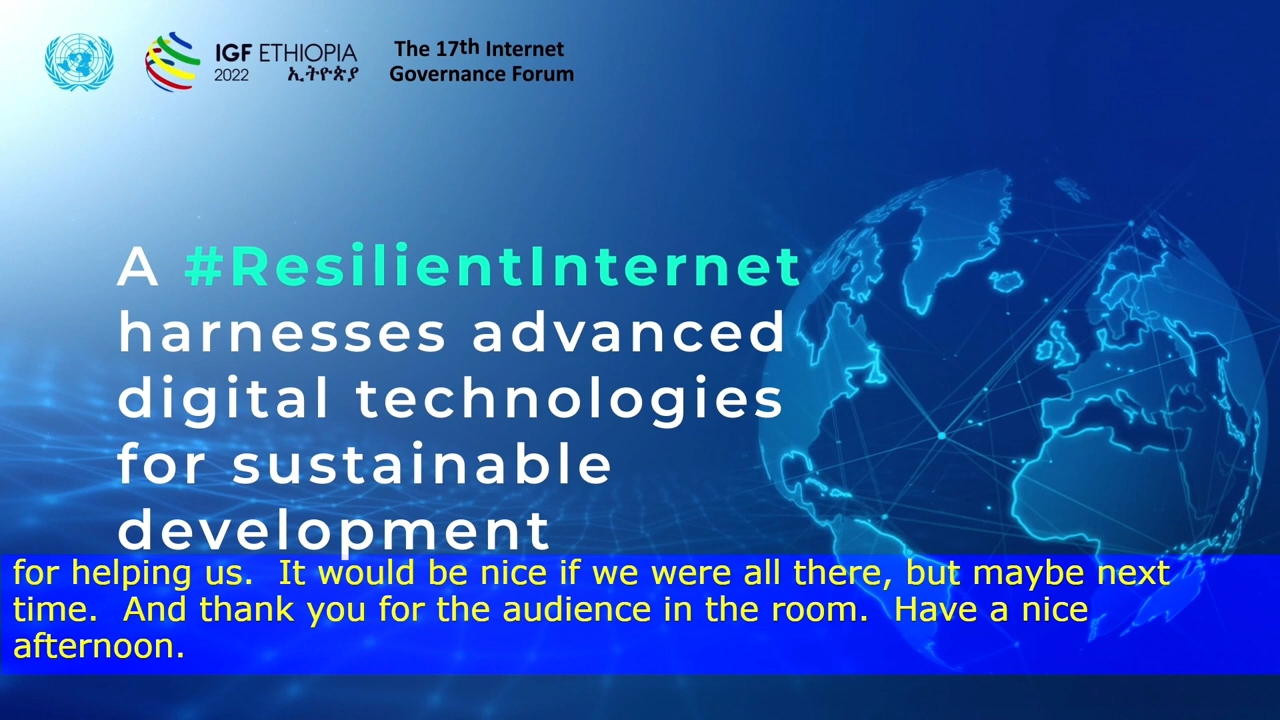 IGF ETHIOPIA
2022 ኢትዮጵያ
The 17th Internet
Governance Forum
A #ResilientInternet
harnesses advanced
digital technologies
for sustainable
development
for helping us.  It would be nice if we were all there, but maybe next
time.  And thank you for the audience in the room.  Have a nice
afternoon.